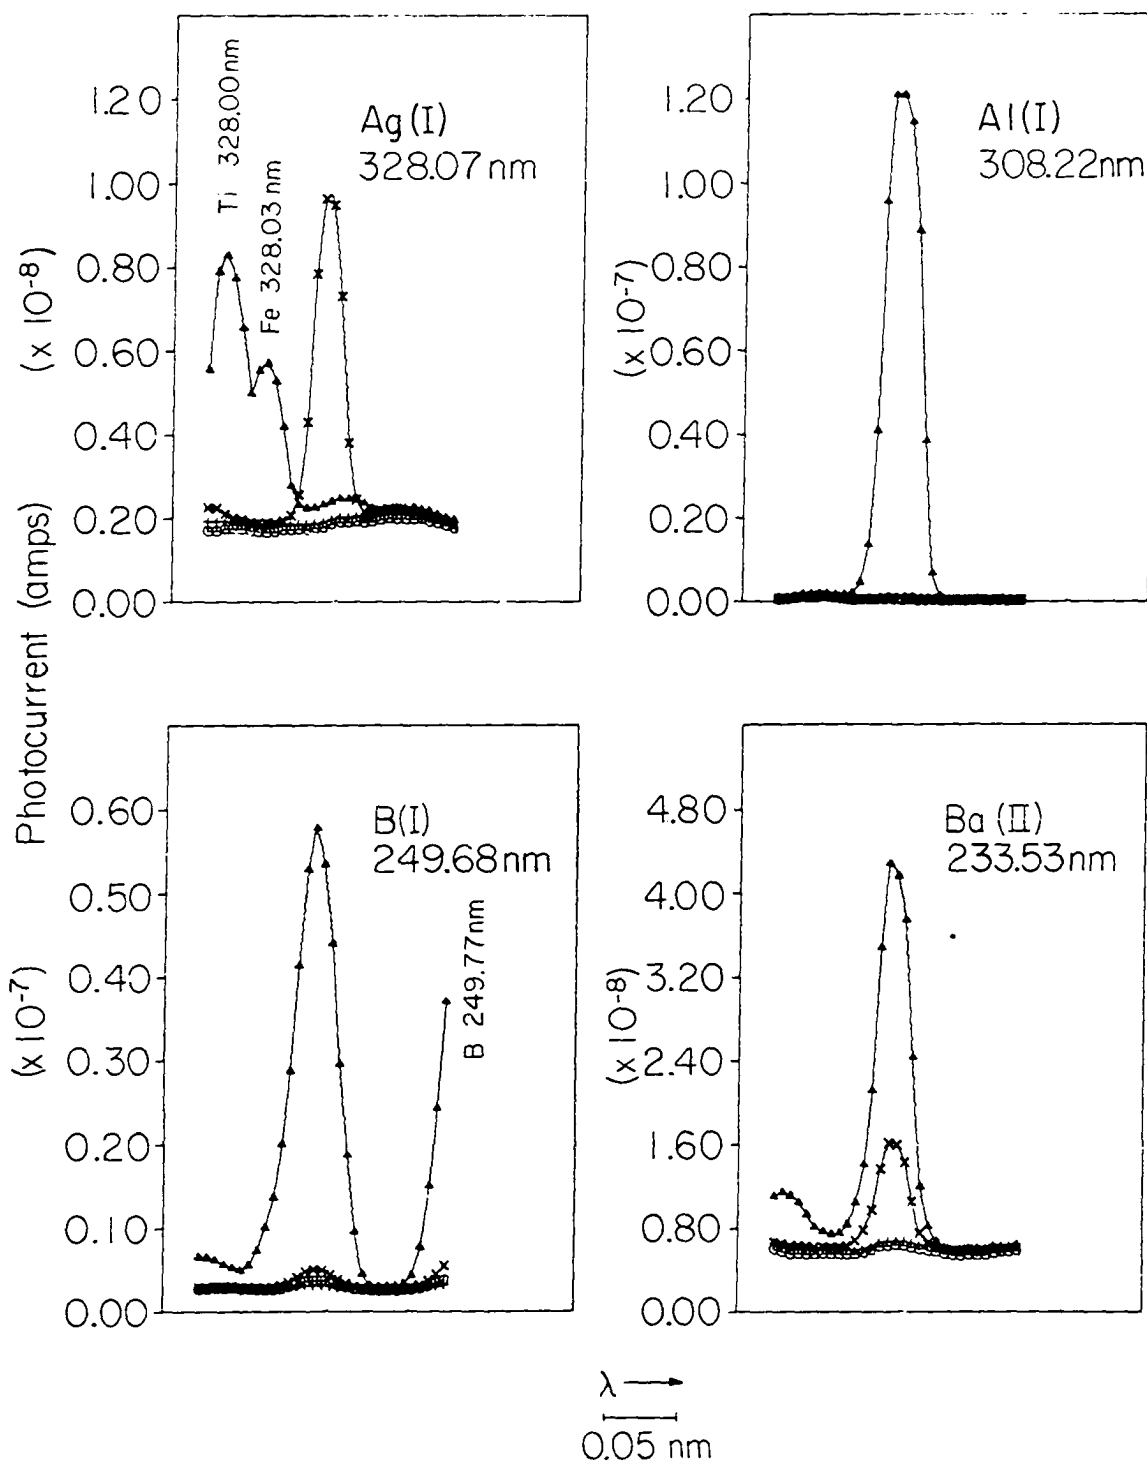 Photocurrent (amps)
(x 10⁻⁸)
1.20
1.00
0.80
0.60
0.40
0.20
0.00
Ti 328.00nm
Fe 328.03nm
Ag (I)
328.07nm
(x 10⁻⁷)
1.20
1.00
0.80
0.60
0.40
0.20
0.00
Al(I)
308.22nm
(x 10⁻⁷)
0.60
0.50
0.40
0.30
0.20
0.10
0.00
B(I)
249.68nm
B 249.77nm
(x 10⁻⁸)
4.80
4.00
3.20
2.40
1.60
0.80
0.00
Ba (II)
233.53nm
λ
0.05 nm